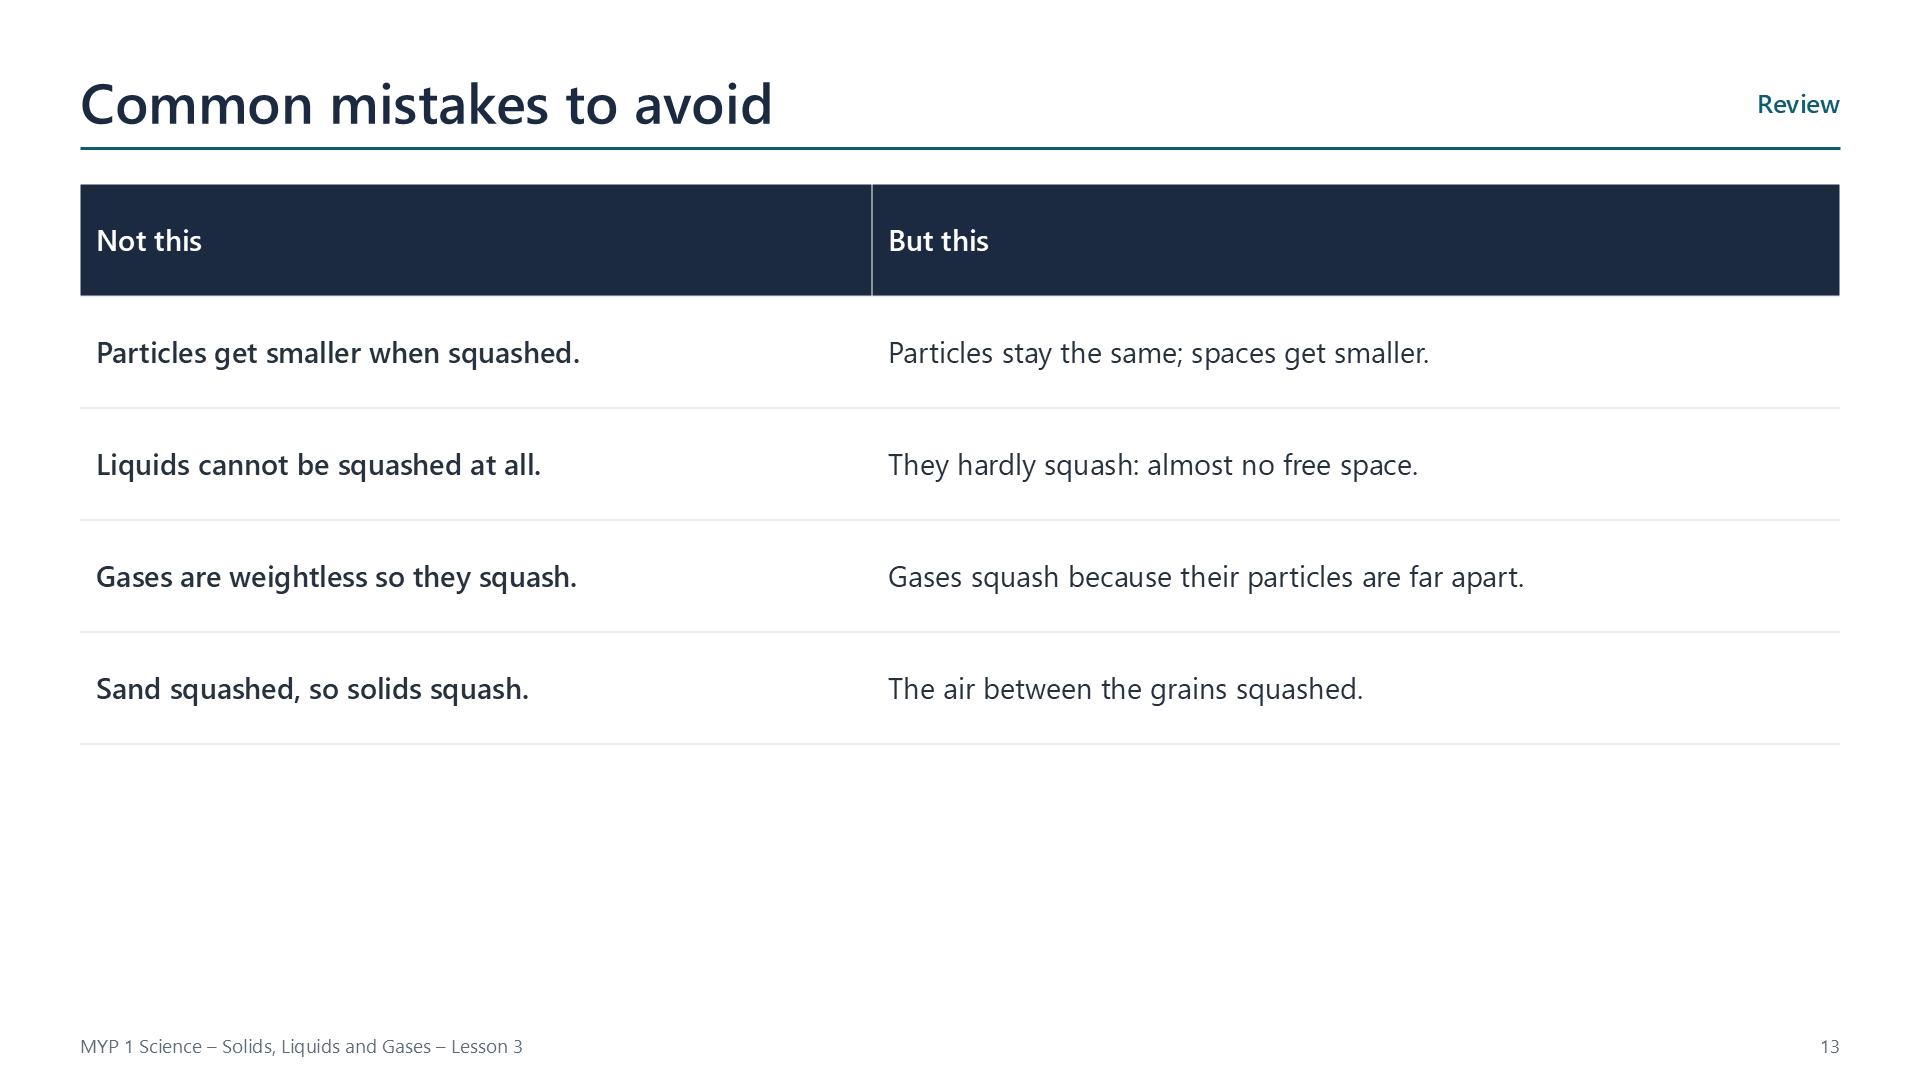 Common mistakes to avoid
Review
Not this
But this
Particles get smaller when squashed.
Particles stay the same; spaces get smaller.
Liquids cannot be squashed at all.
They hardly squash: almost no free space.
Gases are weightless so they squash.
Gases squash because their particles are far apart.
Sand squashed, so solids squash.
The air between the grains squashed.
MYP 1 Science – Solids, Liquids and Gases – Lesson 3
13